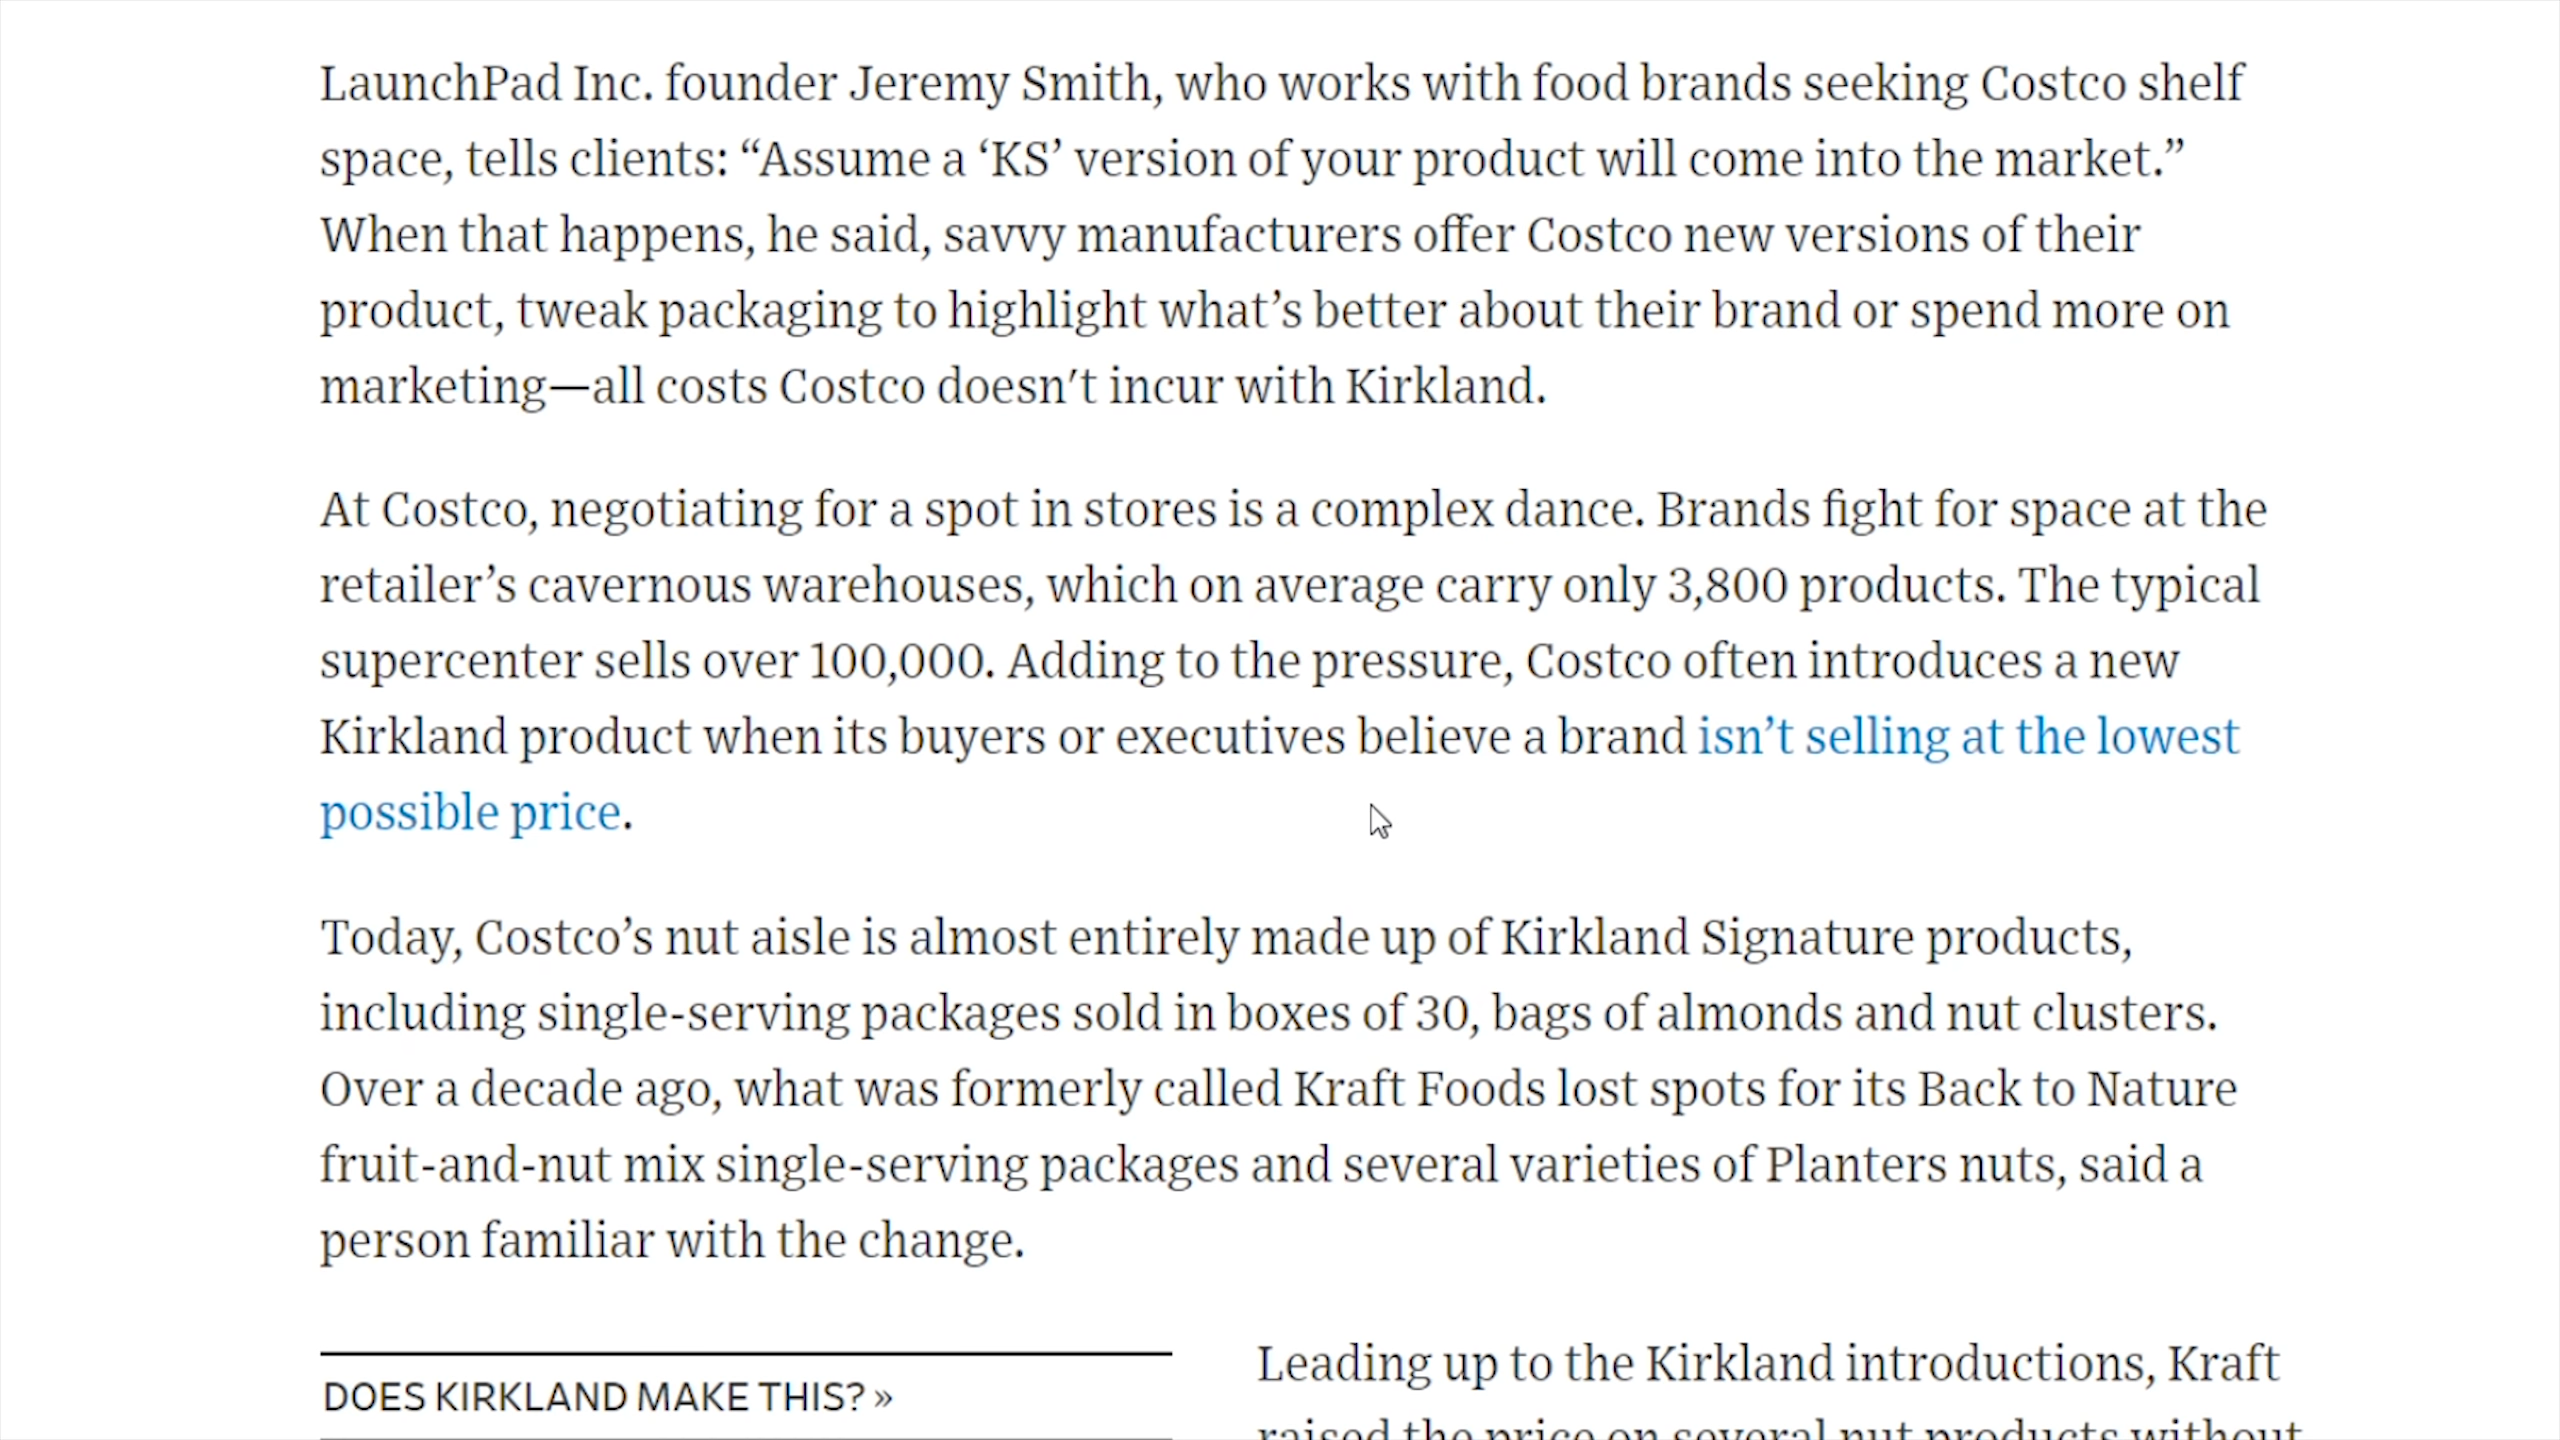 LaunchPad Inc. founder Jeremy Smith, who works with food brands seeking Costco shelf
space, tells clients: “Assume a ‘KS’ version of your product will come into the market.”
When that happens, he said, savvy manufacturers offer Costco new versions of their
product, tweak packaging to highlight what’s better about their brand or spend more on
marketing—all costs Costco doesn't incur with Kirkland.
At Costco, negotiating for a spot in stores is a complex dance. Brands fight for space at the
retailer’s cavernous warehouses, which on average carry only 3,800 products. The typical
supercenter sells over 100,000. Adding to the pressure, Costco often introduces a new
Kirkland product when its buyers or executives believe a brand isn’t selling at the lowest
possible price.
Today, Costco’s nut aisle is almost entirely made up of Kirkland Signature products,
including single-serving packages sold in boxes of 30, bags of almonds and nut clusters.
Over a decade ago, what was formerly called Kraft Foods lost spots for its Back to Nature
fruit-and-nut mix single-serving packages and several varieties of Planters nuts, said a
person familiar with the change.
DOES KIRKLAND MAKE THIS? »
Leading up to the Kirkland introductions, Kraft
raised the price on several nut products without